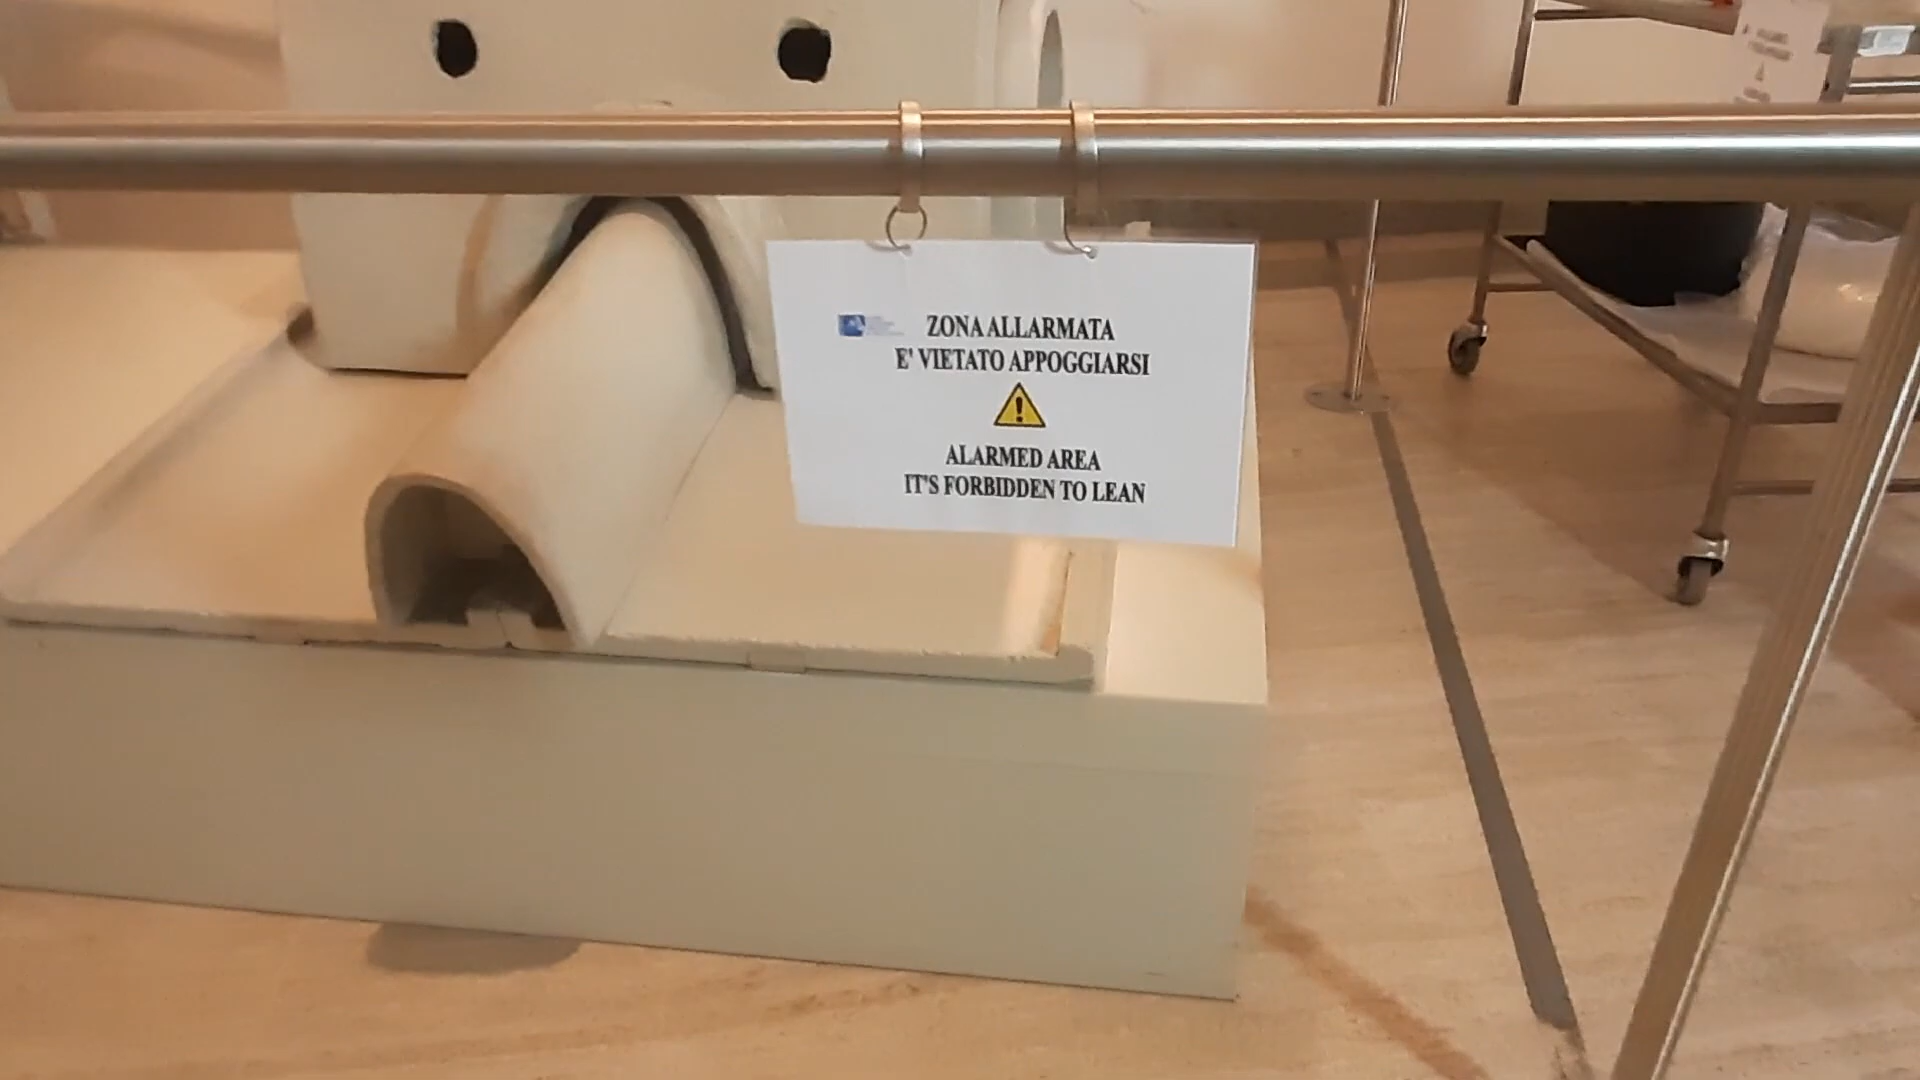 ZONA ALLARMATA
E' VIETATO APPOGGIARSI
ALARMED AREA
IT'S FORBIDDEN TO LEAN